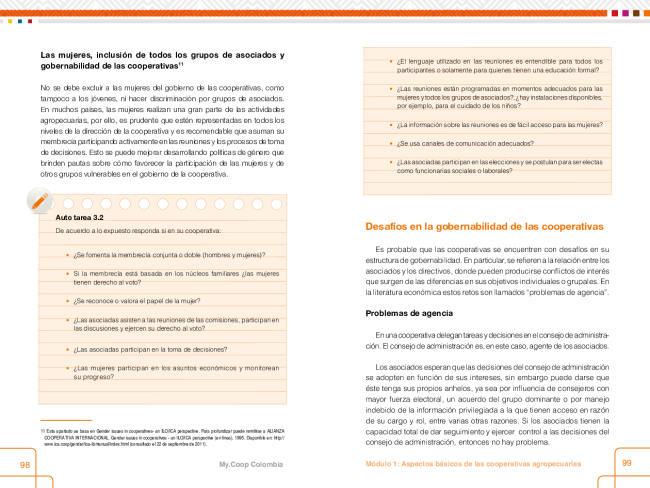 Las mujeres, inclusión de todos los grupos de asociados y
gobernabilidad de las cooperativas¹¹
No se debe excluir a las mujeres del gobierno de las cooperativas, como
tampoco a los jóvenes, ni hacer discriminación por grupos de asociados.
En muchos países, las mujeres realizan una gran parte de las actividades
agropecuarias, por ello, es prudente que estén representadas en todos los
niveles de la dirección de la cooperativa y es recomendable que asuman su
membrecía participando activamente en las reuniones y los procesos de toma
de decisiones. Esto se puede mejorar desarrollando políticas de género que
brinden pautas sobre cómo favorecer la participación de las mujeres y de
otros grupos vulnerables en el gobierno de la cooperativa.
Auto tarea 3.2
De acuerdo a lo expuesto responda si en su cooperativa:
• ¿Se fomenta la membrecía conjunta o doble (hombres y mujeres)?
• Si la membrecía está basada en los núcleos familiares ¿las mujeres
tienen derecho al voto?
• ¿Se reconoce o valora el papel de la mujer?
• ¿Las asociadas asisten a las reuniones de las comisiones, participan en
las discusiones y ejercen su derecho al voto?
• ¿Las asociadas participan en la toma de decisiones?
• ¿Las mujeres participan en los asuntos económicos y monitorean
su progreso?
11 Este apartado se basa en Gender issues in cooperatives- an ILO/ICA perspective. Para profundizar puede remitirse a: ALIANZA
COOPERATIVA INTERNACIONAL. Gender issues in cooperatives - an ILO/ICA perspective (en línea). 1995. Disponible en: http://
www.ica.coop/gender/ica-ilo-manual/index.html (consultado el 22 de septiembre de 2011).
98
My.Coop Colombia
• ¿El lenguaje utilizado en las reuniones es entendible para todos los
participantes o solamente para quienes tienen una educación formal?
• ¿Las reuniones están programadas en momentos adecuados para las
mujeres y todos los grupos de asociados? ¿hay instalaciones disponibles,
por ejemplo, para el cuidado de los niños?
• ¿La información sobre las reuniones es de fácil acceso para las mujeres?
• ¿Se usa canales de comunicación adecuados?
• ¿Las asociadas participan en las elecciones y se postulan para ser electas
como funcionarias sociales o laborales?
Desafíos en la gobernabilidad de las cooperativas
Es probable que las cooperativas se encuentren con desafíos en su
estructura de gobernabilidad. En particular, se refieren a la relación entre los
asociados y los directivos, donde pueden producirse conflictos de interés
que surgen de las diferencias en sus objetivos individuales o grupales. En
la literatura económica estos retos son llamados “problemas de agencia”.
Problemas de agencia
En una cooperativa delegan tareas y decisiones en el consejo de administra-
ción. El consejo de administración es, en este caso, agente de los asociados.
Los asociados esperan que las decisiones del consejo de administración
se adopten en función de sus intereses, sin embargo puede darse que
éste tenga sus propios anhelos, ya sea por influencia de consejeros con
mayor fuerza electoral, un acuerdo del grupo dominante o por manejo
indebido de la información privilegiada a la que tienen acceso en razón
de su cargo y rol, entre varias otras razones. Si los asociados tienen la
capacidad total de dar seguimiento y ejercer control a las decisiones del
consejo de administración, entonces no hay problema.
Módulo 1: Aspectos básicos de las cooperativas agropecuarias
99